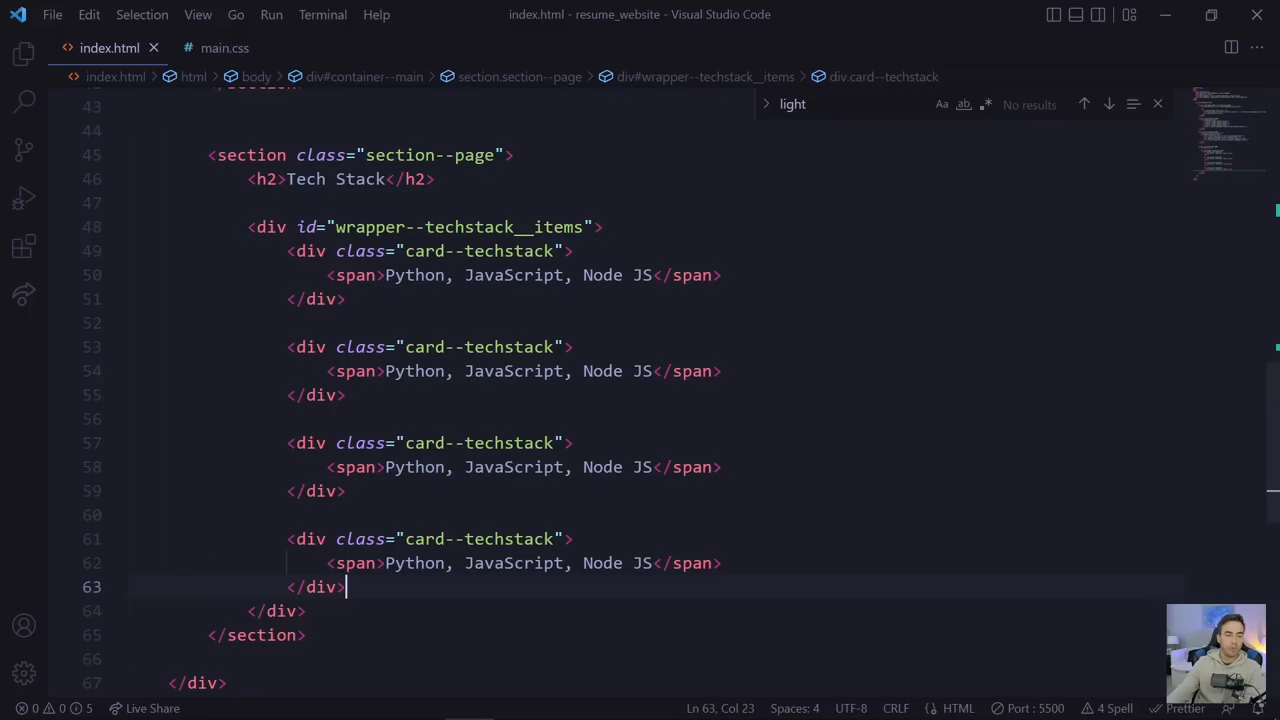 File Edit Selection View Go Run Terminal Help index.html - resume_website - Visual Studio Code
index.html main.css
index.html html body div#container--main section.section--page div#wrapper--techstack__items div.card--techstack
light Aa ab No results
43
44
45 <section class="section--page">
46 <h2>Tech Stack</h2>
47
48 <div id="wrapper--techstack__items">
49 <div class="card--techstack">
50 <span>Python, JavaScript, Node JS</span>
51 </div>
52
53 <div class="card--techstack">
54 <span>Python, JavaScript, Node JS</span>
55 </div>
56
57 <div class="card--techstack">
58 <span>Python, JavaScript, Node JS</span>
59 </div>
60
61 <div class="card--techstack">
62 <span>Python, JavaScript, Node JS</span>
63 </div>
64 </div>
65 </section>
66
67 </div>
0 0 5 Live Share Ln 63, Col 23 Spaces: 4 UTF-8 CRLF HTML Port : 5500 4 Spell Prettier